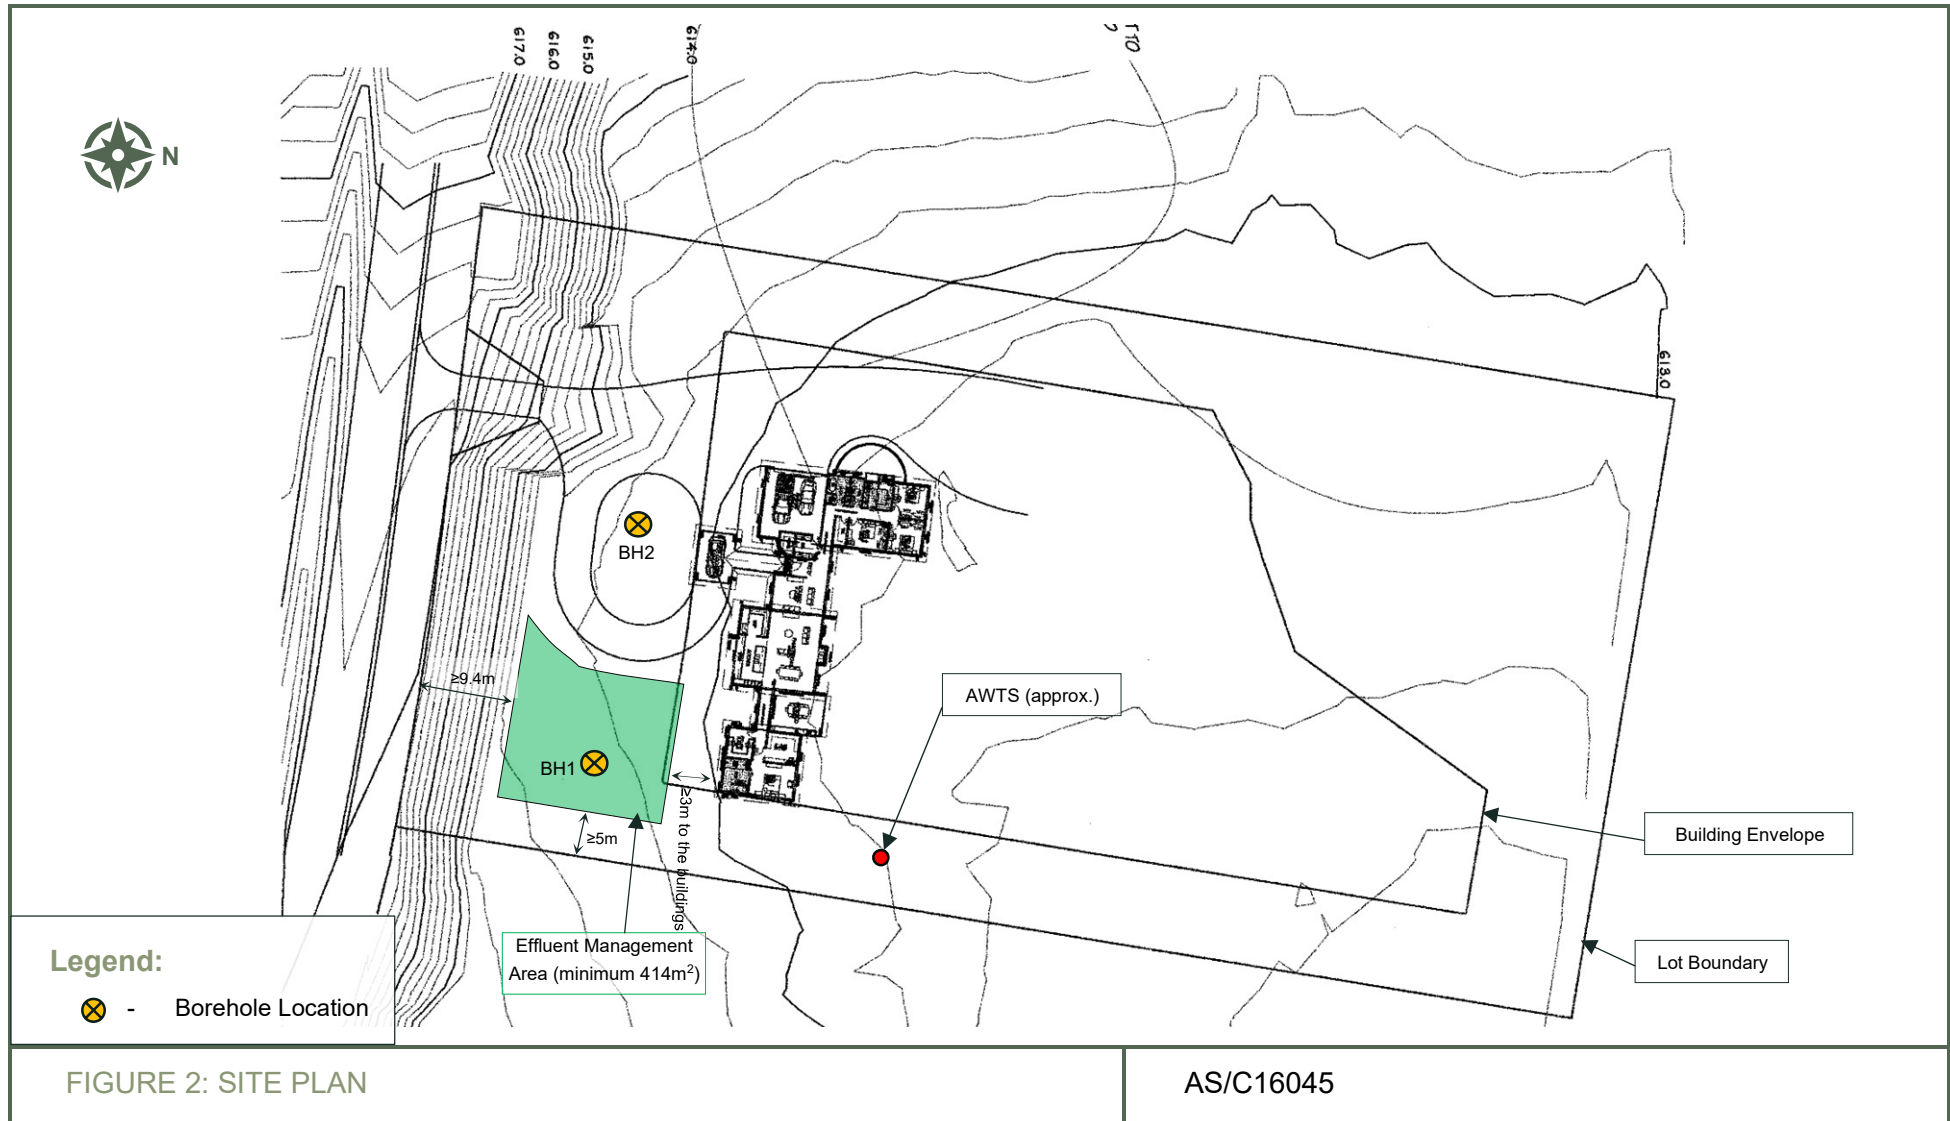 617.0
616.0
615.0
614.0
N
613.0
BH2
≥9.4m
AWTS (approx.)
BH1
≥3m to the buildings
≥5m
Building Envelope
Effluent Management
Area (minimum 414m²)
Lot Boundary
Legend:
- Borehole Location
FIGURE 2: SITE PLAN
AS/C16045